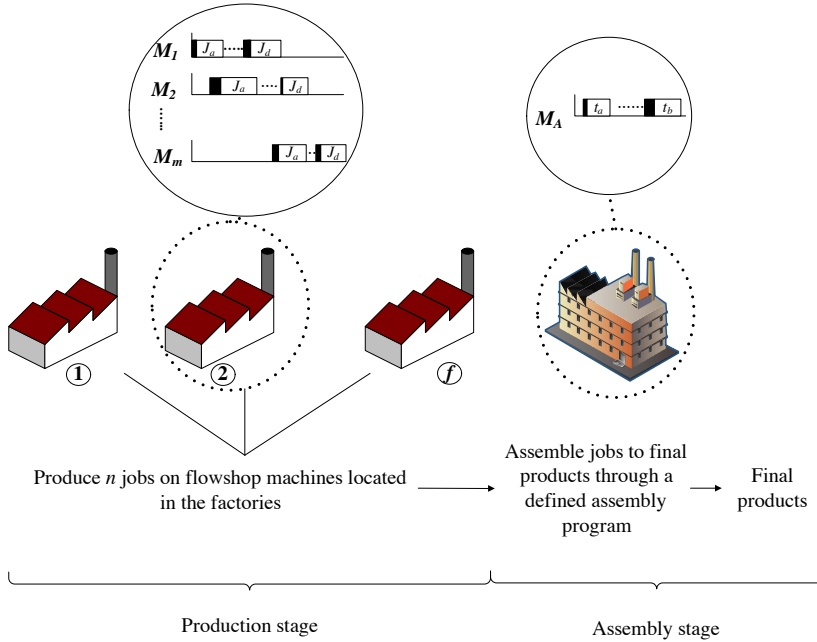 M1 Ja Jd
M2 Ja Jd
Mm Ja Jd
MA ta tb
1 2 f
Produce n jobs on flowshop machines located
in the factories
Assemble jobs to final
products through a
defined assembly
program
Final
products
Production stage
Assembly stage